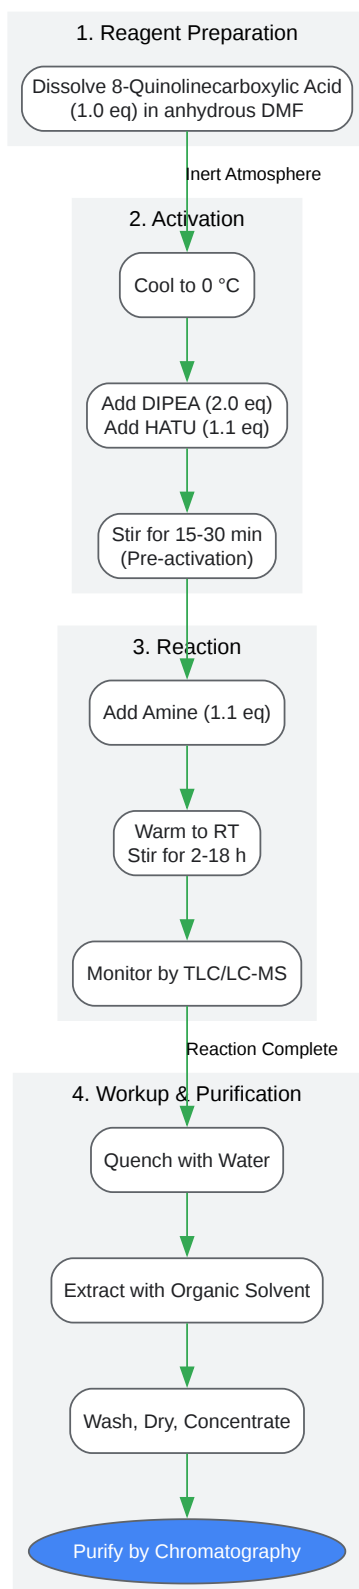 1. Reagent Preparation
Dissolve 8-Quinolinecarboxylic Acid
(1.0 eq) in anhydrous DMF
Inert Atmosphere
2. Activation
Cool to 0 °C
Add DIPEA (2.0 eq)
Add HATU (1.1 eq)
Stir for 15-30 min
(Pre-activation)
3. Reaction
Add Amine (1.1 eq)
Warm to RT
Stir for 2-18 h
Monitor by TLC/LC-MS
Reaction Complete
4. Workup & Purification
Quench with Water
Extract with Organic Solvent
Wash, Dry, Concentrate
Purify by Chromatography